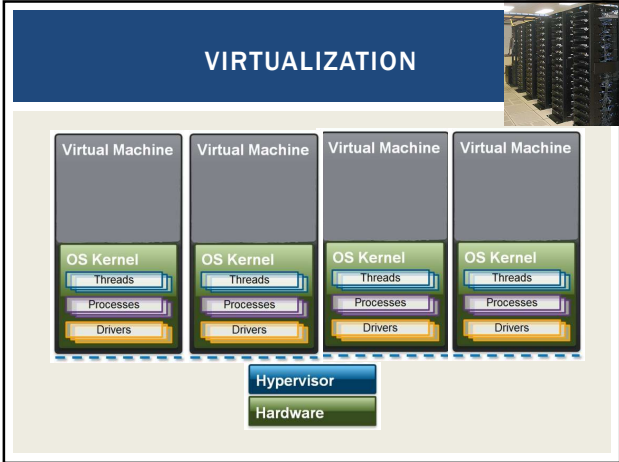 VIRTUALIZATION
Virtual Machine Virtual Machine Virtual Machine Virtual Machine
OS Kernel OS Kernel OS Kernel OS Kernel
Threads Threads Threads Threads
Processes Processes Processes Processes
Drivers Drivers Drivers Drivers
Hypervisor
Hardware